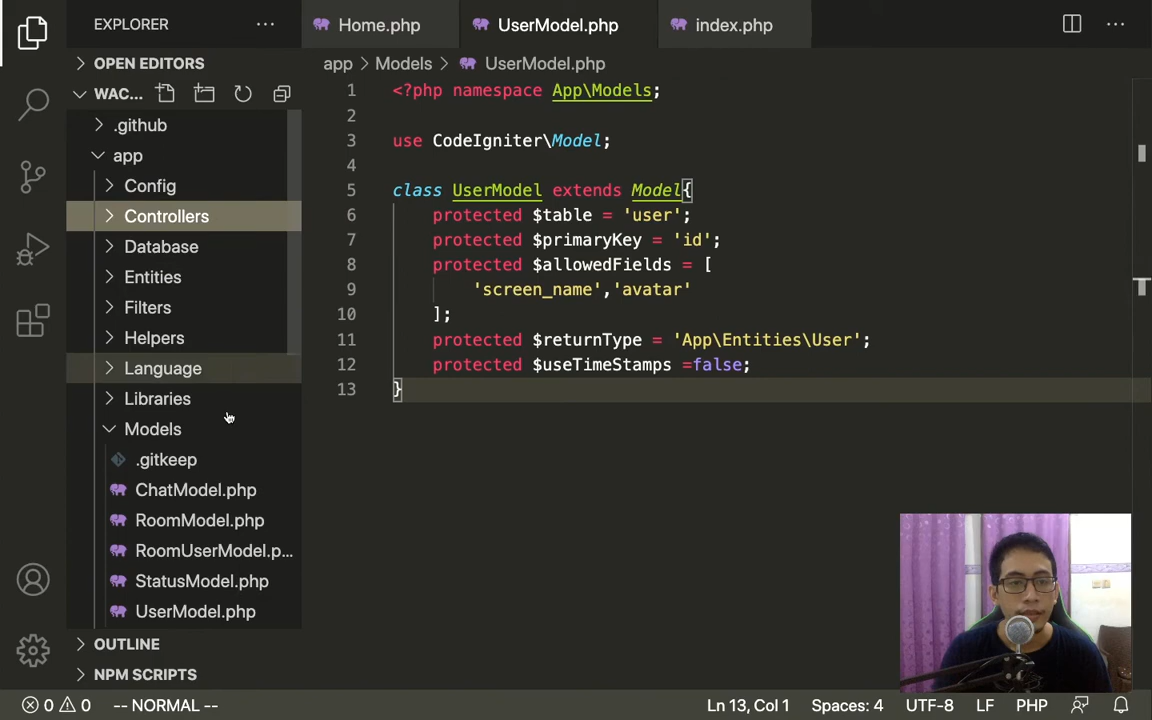 EXPLORER
OPEN EDITORS
WAC...
.github
app
Config
Controllers
Database
Entities
Filters
Helpers
Language
Libraries
Models
.gitkeep
ChatModel.php
RoomModel.php
RoomUserModel.p...
StatusModel.php
UserModel.php
OUTLINE
NPM SCRIPTS
Home.php UserModel.php index.php
app > Models > UserModel.php
1 <?php namespace App\Models;
2
3 use CodeIgniter\Model;
4
5 class UserModel extends Model{
6 protected $table = 'user';
7 protected $primaryKey = 'id';
8 protected $allowedFields = [
9 'screen_name','avatar'
10 ];
11 protected $returnType = 'App\Entities\User';
12 protected $useTimeStamps =false;
13 }
0 0 -- NORMAL -- Ln 13, Col 1 Spaces: 4 UTF-8 LF PHP